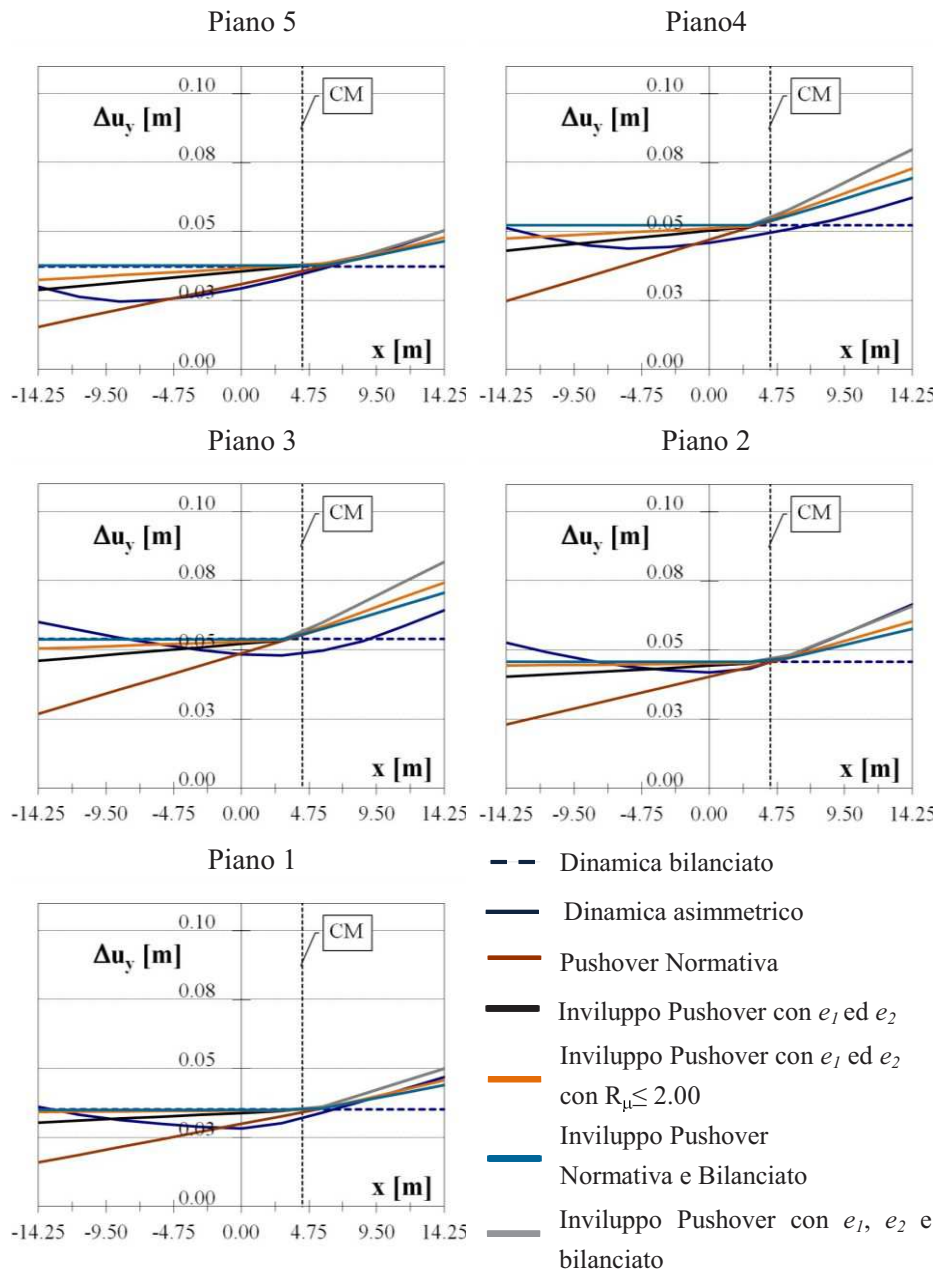 Piano 5
0.10
CM
Δu_y [m]
0.08
0.05
0.03
x [m]
0.00
-14.25 -9.50 -4.75 0.00 4.75 9.50 14.25
Piano4
0.10
CM
Δu_y [m]
0.08
0.05
0.03
x [m]
0.00
-14.25 -9.50 -4.75 0.00 4.75 9.50 14.25
Piano 3
0.10
CM
Δu_y [m]
0.08
0.05
0.03
x [m]
0.00
-14.25 -9.50 -4.75 0.00 4.75 9.50 14.25
Piano 2
0.10
CM
Δu_y [m]
0.08
0.05
0.03
x [m]
0.00
-14.25 -9.50 -4.75 0.00 4.75 9.50 14.25
Piano 1
0.10
CM
Δu_y [m]
0.08
0.05
0.03
x [m]
0.00
-14.25 -9.50 -4.75 0.00 4.75 9.50 14.25
Dinamica bilanciato
Dinamica asimmetrico
Pushover Normativa
Inviluppo Pushover con e1 ed e2
Inviluppo Pushover con e1 ed e2
con Rμ≤ 2.00
Inviluppo Pushover
Normativa e Bilanciato
Inviluppo Pushover con e1, e2 e
bilanciato